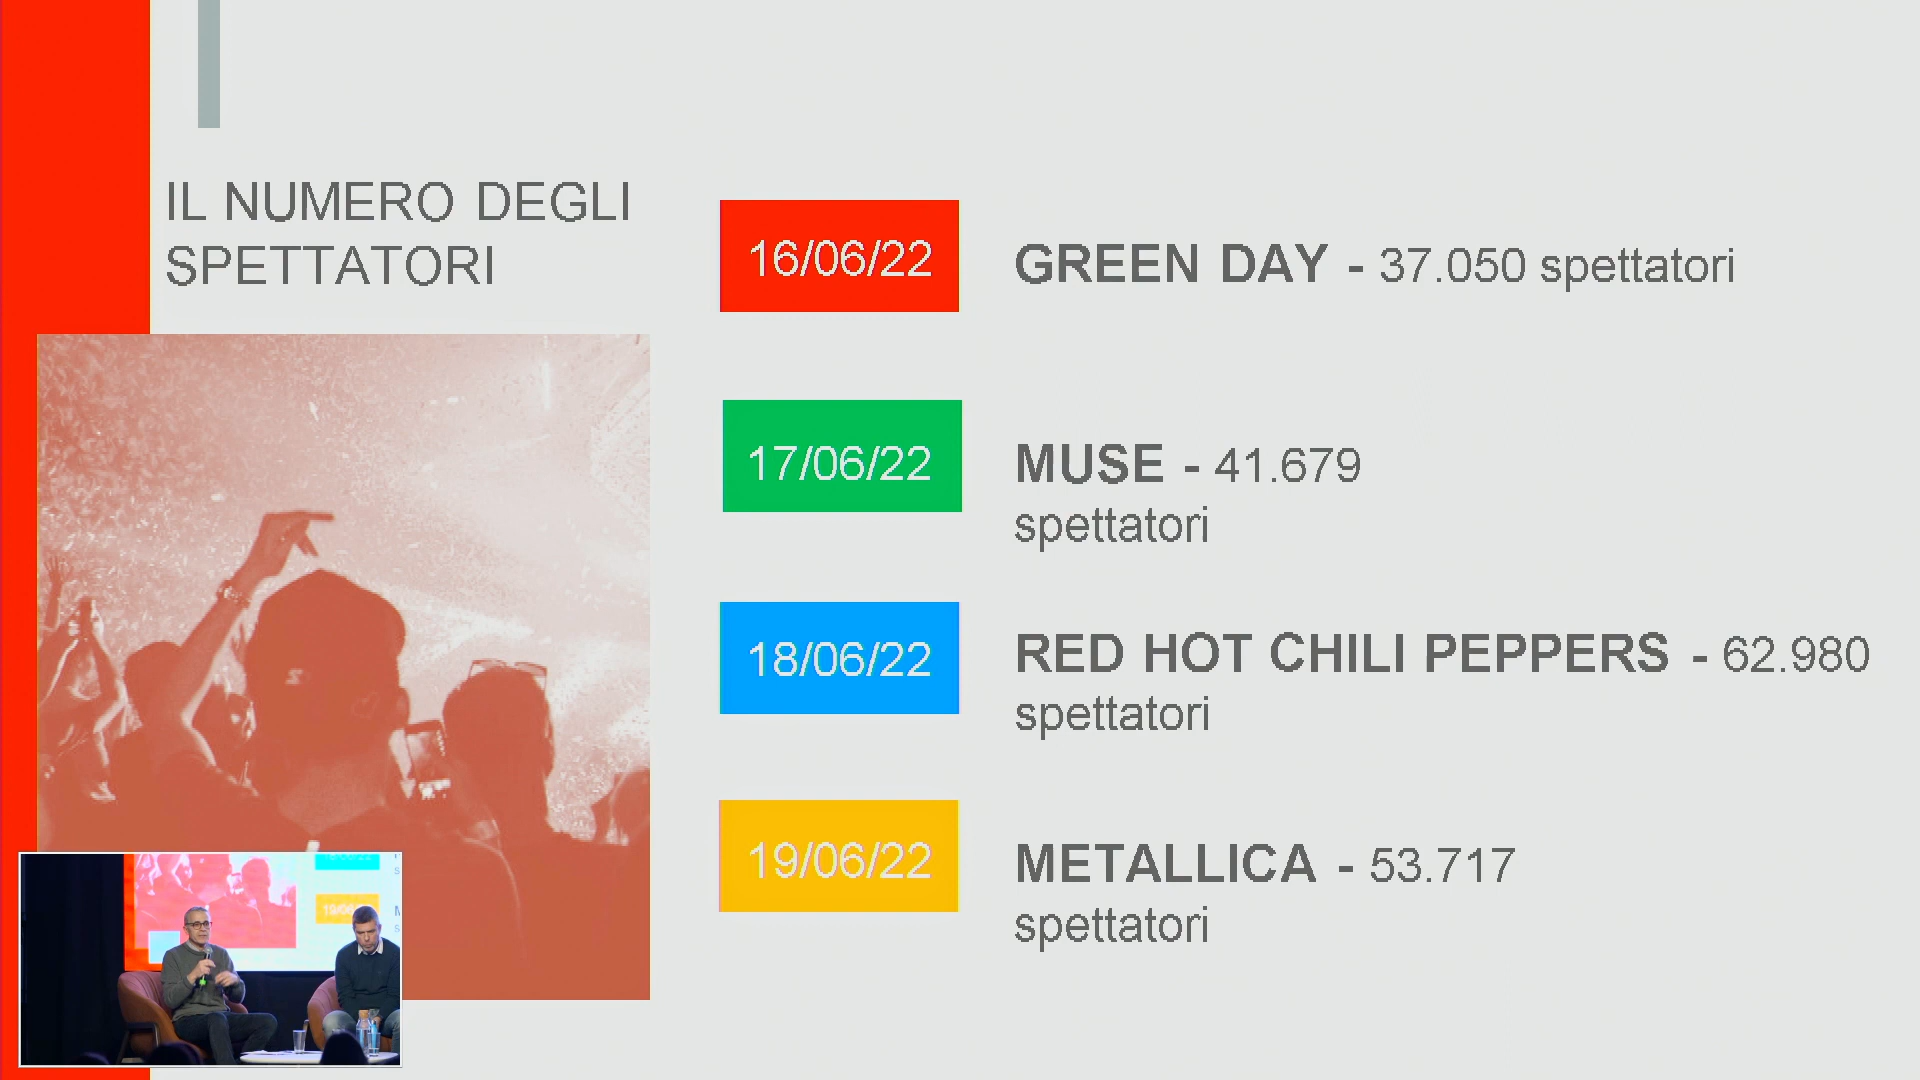 IL NUMERO DEGLI
SPETTATORI
16/06/22
GREEN DAY - 37.050 spettatori
17/06/22
MUSE - 41.679
spettatori
18/06/22
RED HOT CHILI PEPPERS - 62.980
spettatori
19/06/22
METALLICA - 53.717
spettatori